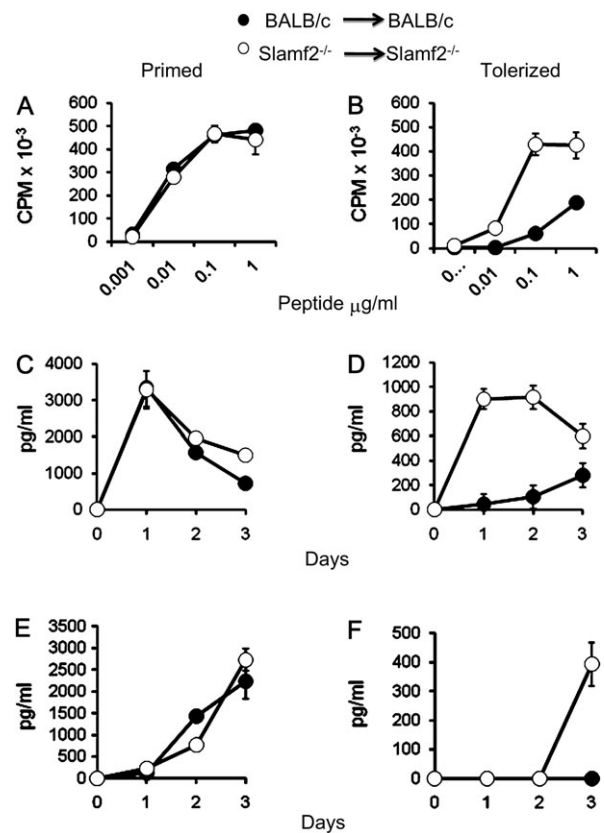 BALB/c BALB/c
Slamf2-/- Slamf2-/-
Primed Tolerized
A B
600 600
500 500
400 400
300 300
200 200
100 100
0 0
CPM x 10-3 CPM x 10-3
0.001 0.01 0.1 1 0... 0.01 0.1 1
Peptide µg/ml
C D
4000 1200
3000 1000
2000 800
1000 600
0 400
200
0
pg/ml pg/ml
0 1 2 3 0 1 2 3
Days
E F
3500 500
3000 400
2500 300
2000 200
1500 100
1000 0
500
0
pg/ml pg/ml
0 1 2 3 0 1 2 3
Days